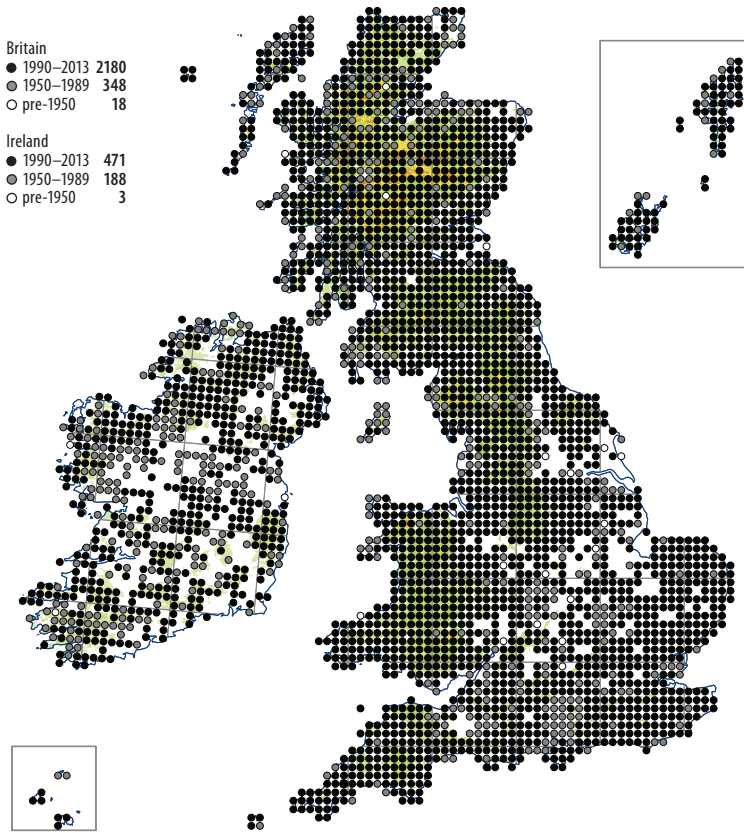 Britain
1990–2013 2180
1950–1989 348
pre-1950 18
Ireland
1990–2013 471
1950–1989 188
pre-1950 3